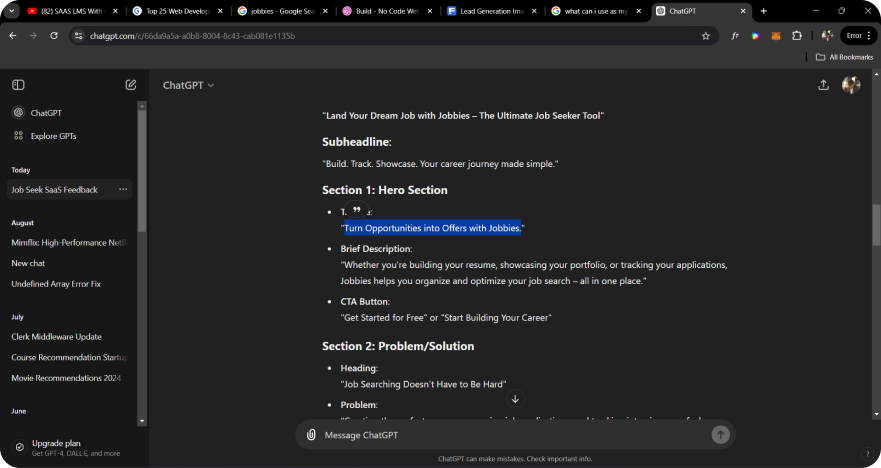 (82) SAAS LMS With
Top 25 Web Develop
jobbies - Google Sea
Build - No Code Web
Lead Generation Ima
what can i use as my
ChatGPT
chatgpt.com/c/66da9a5a-a0b8-8004-8c43-cab081e1135b
Error
All Bookmarks
ChatGPT
ChatGPT
Explore GPTs
Today
Job Seek SaaS Feedback
August
Mimflix: High-Performance Netfl
New chat
Undefined Array Error Fix
July
Clerk Middleware Update
Course Recommendation Startup
Movie Recommendations 2024
June
Upgrade plan
Get GPT-4, DALL·E, and more
"Land Your Dream Job with Jobbies – The Ultimate Job Seeker Tool"
Subheadline:
"Build. Track. Showcase. Your career journey made simple."
Section 1: Hero Section
"Turn Opportunities into Offers with Jobbies."
Brief Description:
"Whether you're building your resume, showcasing your portfolio, or tracking your applications,
Jobbies helps you organize and optimize your job search – all in one place."
CTA Button:
"Get Started for Free" or "Start Building Your Career"
Section 2: Problem/Solution
Heading:
"Job Searching Doesn't Have to Be Hard"
Problem:
Message ChatGPT
ChatGPT can make mistakes. Check important info.
?